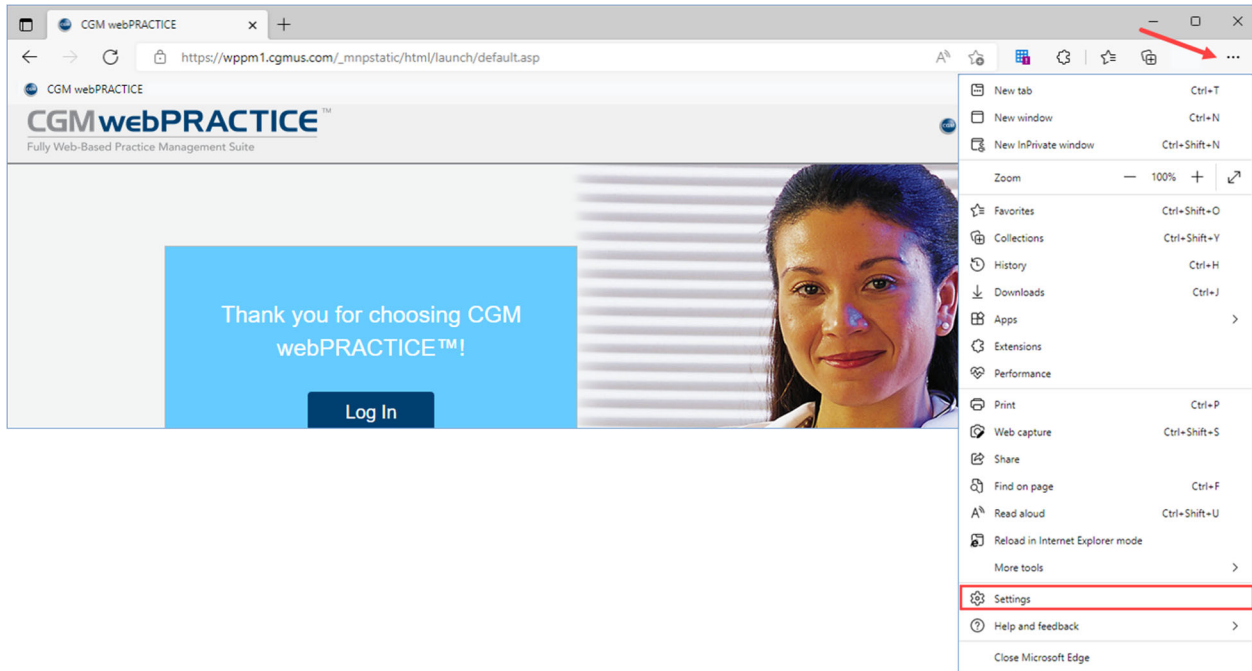 CGM webPRACTICE
https://wppm1.cgmus.com/_mnpstatic/html/launch/default.asp
CGM webPRACTICE
CGM webPRACTICE™
Fully Web-Based Practice Management Suite
Thank you for choosing CGM
webPRACTICE™!
Log In
New tab Ctrl+T
New window Ctrl+N
New InPrivate window Ctrl+Shift+N
Zoom — 100% +
Favorites Ctrl+Shift+O
Collections Ctrl+Shift+Y
History Ctrl+H
Downloads Ctrl+J
Apps
Extensions
Performance
Print Ctrl+P
Web capture Ctrl+Shift+S
Share
Find on page Ctrl+F
Read aloud Ctrl+Shift+U
Reload in Internet Explorer mode
More tools
Settings
Help and feedback
Close Microsoft Edge